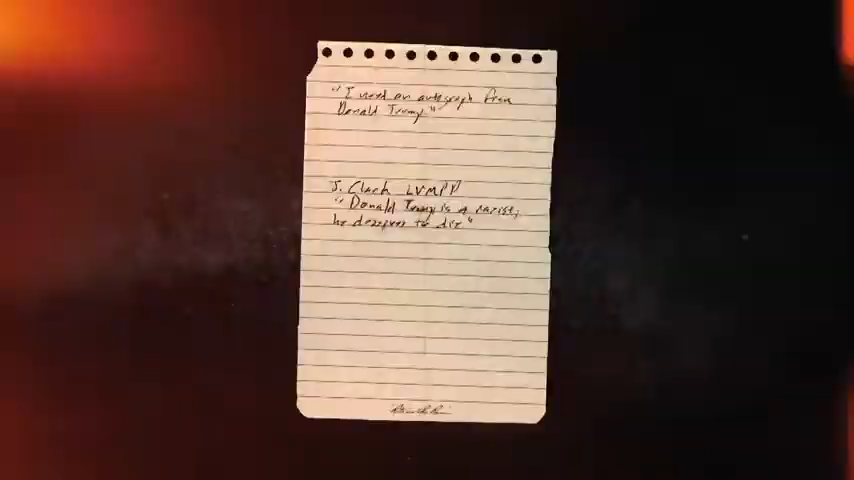 "I need an autograph from
Donald Trump"
J. Clark LVMPD
"Donald Trump is a racist,
he deserves to die"